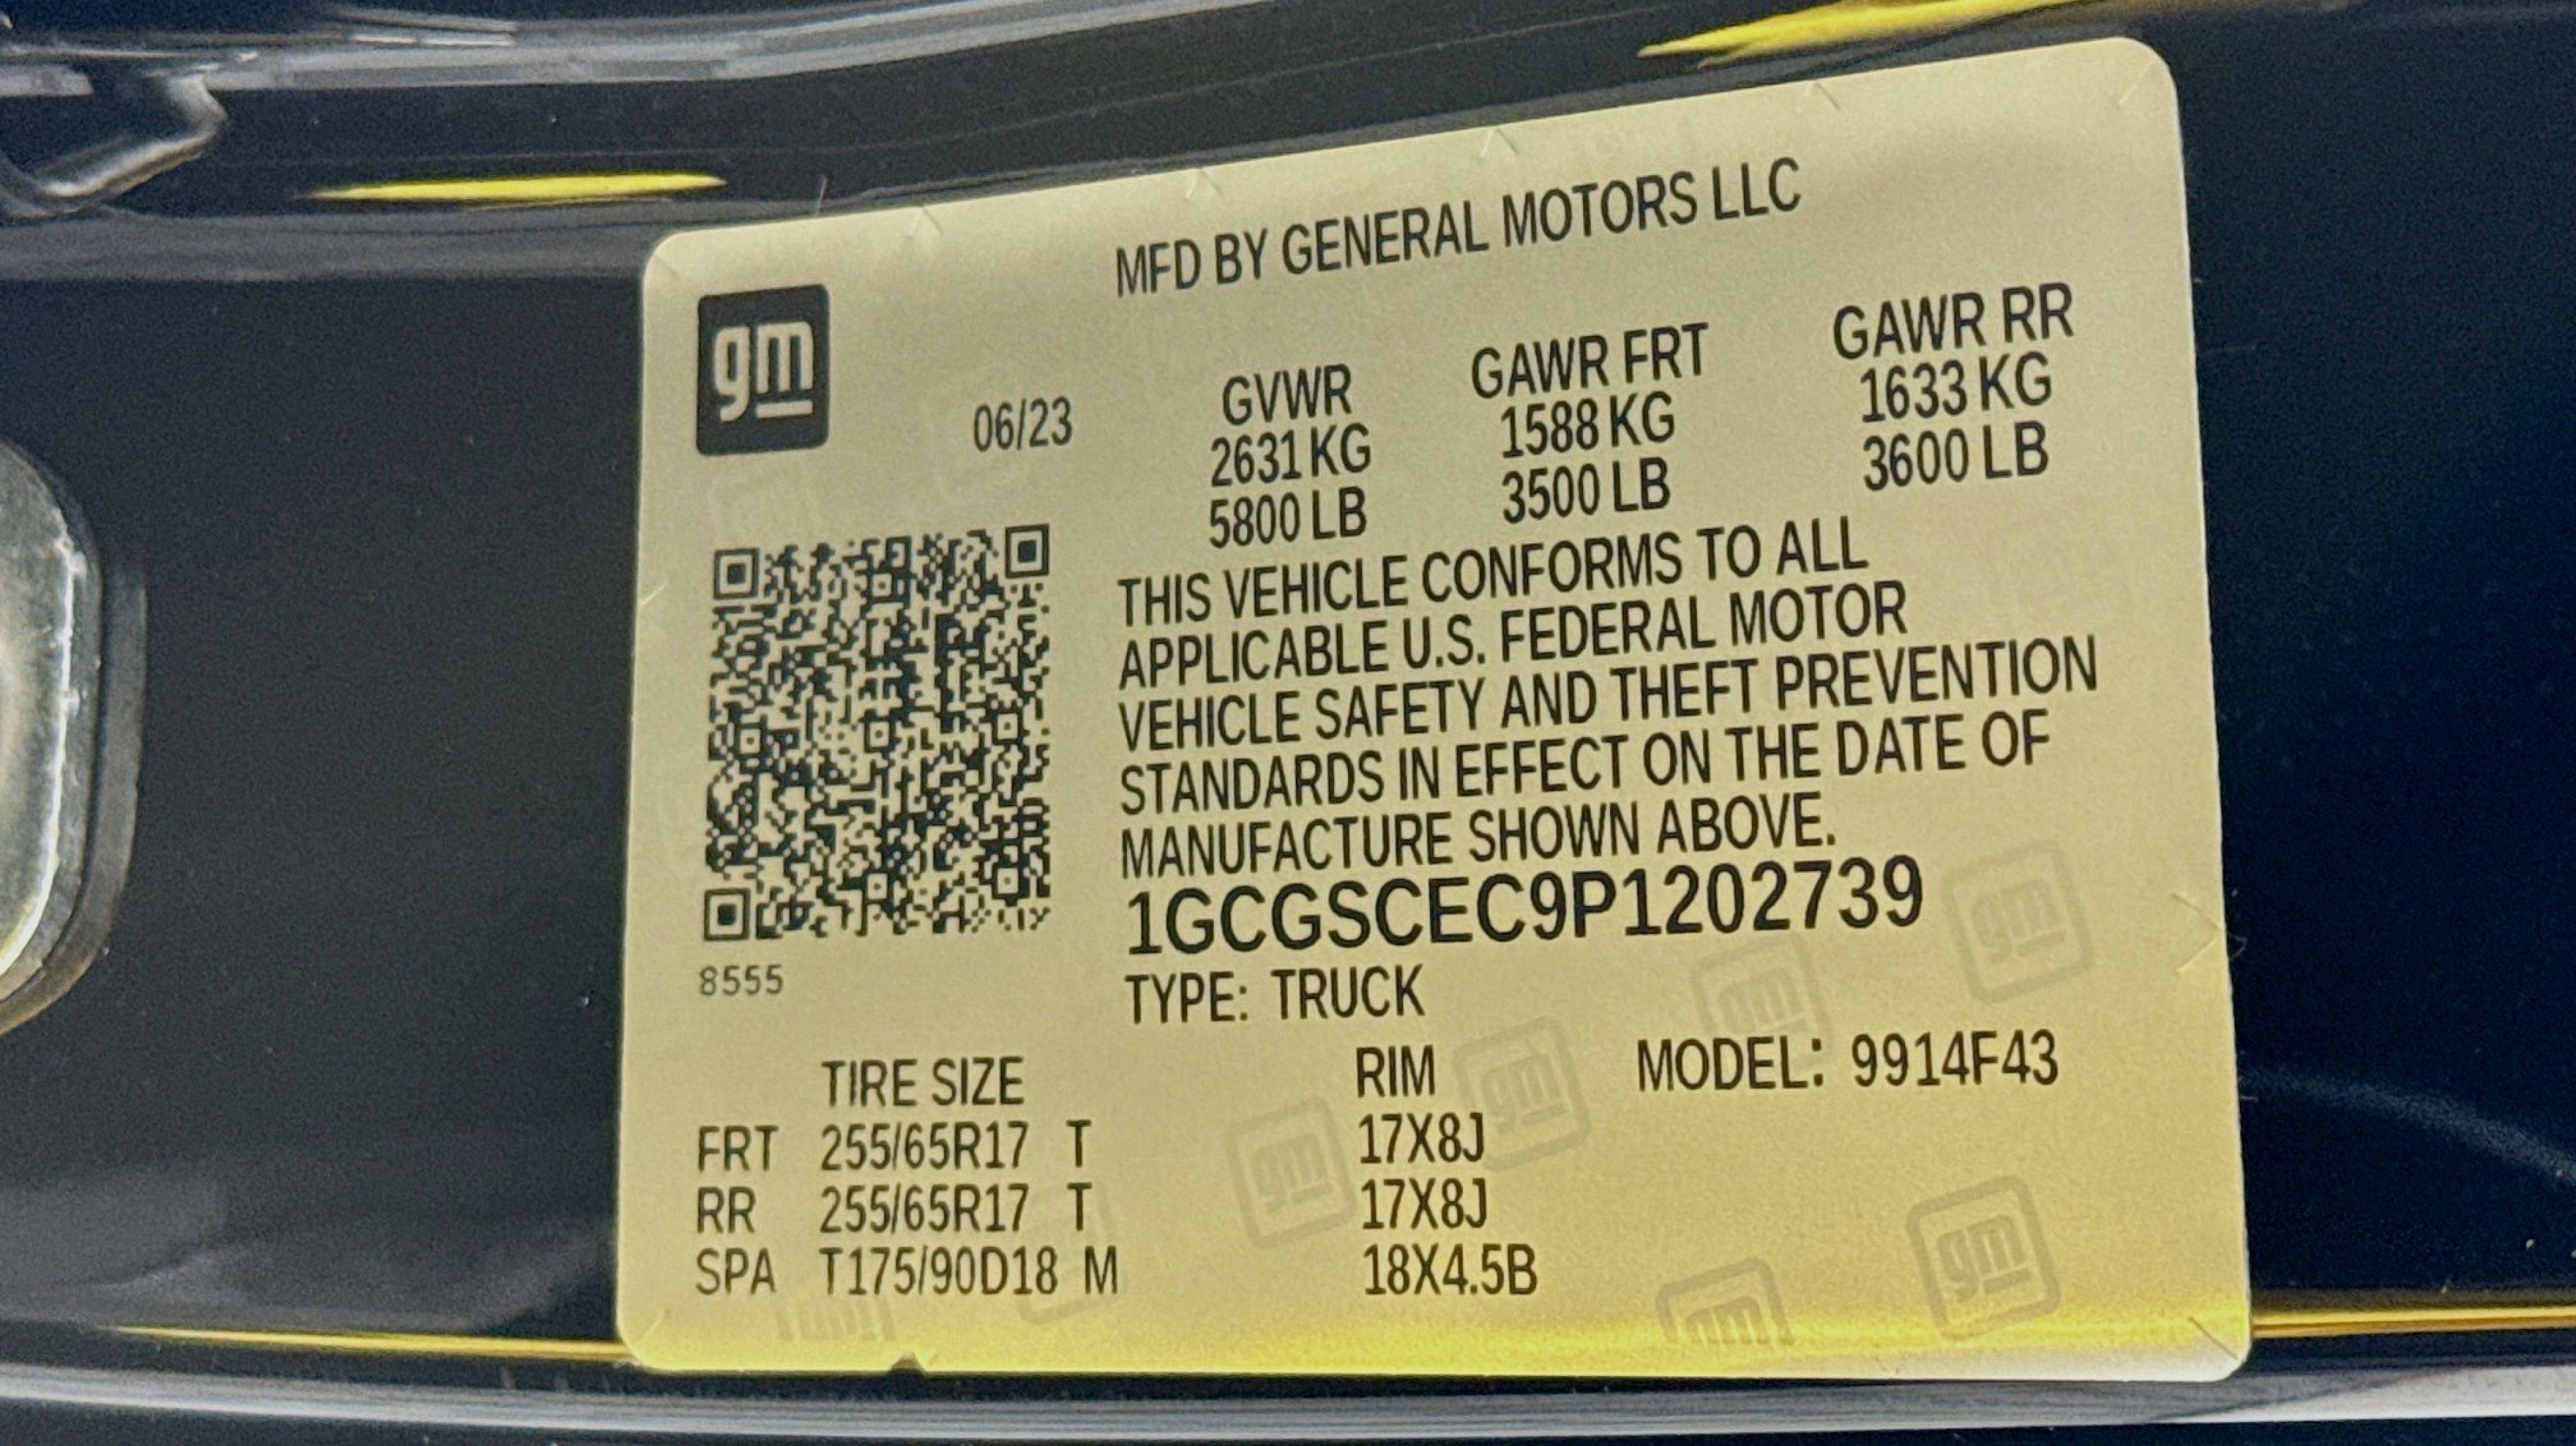 MFD BY GENERAL MOTORS LLC
gm
06/23
GVWR GAWR FRT GAWR RR
2631 KG 1588 KG 1633 KG
5800 LB 3500 LB 3600 LB
THIS VEHICLE CONFORMS TO ALL
APPLICABLE U.S. FEDERAL MOTOR
VEHICLE SAFETY AND THEFT PREVENTION
STANDARDS IN EFFECT ON THE DATE OF
MANUFACTURE SHOWN ABOVE.
1GCGSCEC9P1202739
8555
TYPE: TRUCK
TIRE SIZE RIM MODEL: 9914F43
FRT 255/65R17 T 17X8J
RR 255/65R17 T 17X8J
SPA T175/90D18 M 18X4.5B